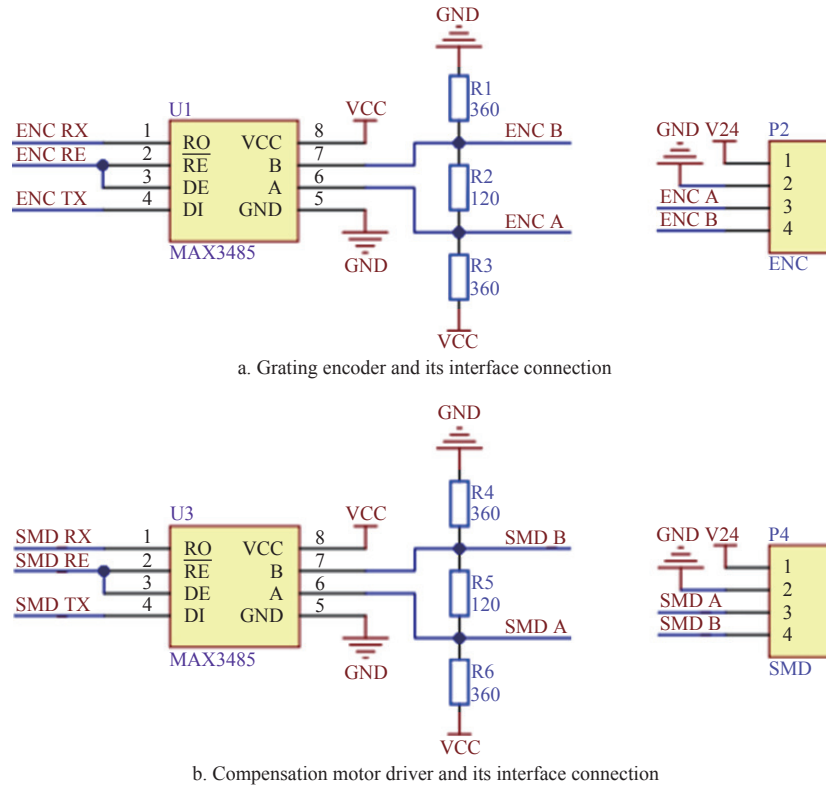 GND
R1
360
U1
VCC
ENC RX 1 RO VCC 8
ENC B
ENC RE 2 RE B 7
R2
120
3 DE A 6
ENC TX 4 DI GND 5
ENC A
MAX3485
GND
R3
360
VCC
GND V24 P2
1
2
ENC A 3
ENC B 4
ENC
a. Grating encoder and its interface connection
GND
R4
360
U3
VCC
SMD RX 1 RO VCC 8
SMD B
SMD RE 2 RE B 7
R5
120
3 DE A 6
SMD TX 4 DI GND 5
SMD A
MAX3485
GND
R6
360
VCC
GND V24 P4
1
2
SMD A 3
SMD B 4
SMD
b. Compensation motor driver and its interface connection